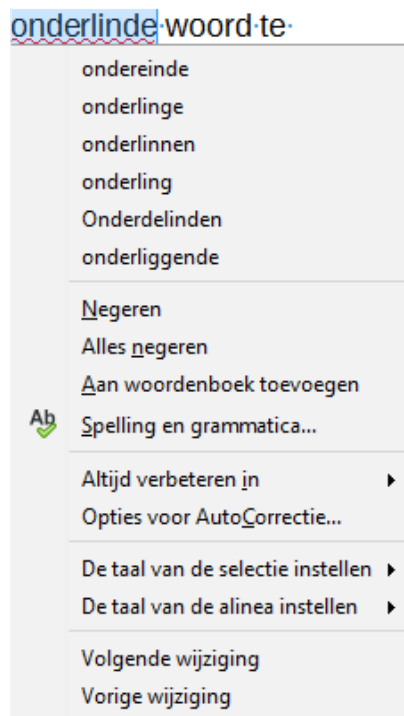 onderlinde woord te
ondereinde
onderlinge
onderlinnen
onderling
Onderdelinden
onderliggende
Negeren
Alles negeren
Aan woordenboek toevoegen
Ab Spelling en grammatica...
Altijd verbeteren in
Opties voor AutoCorrectie...
De taal van de selectie instellen
De taal van de alinea instellen
Volgende wijziging
Vorige wijziging